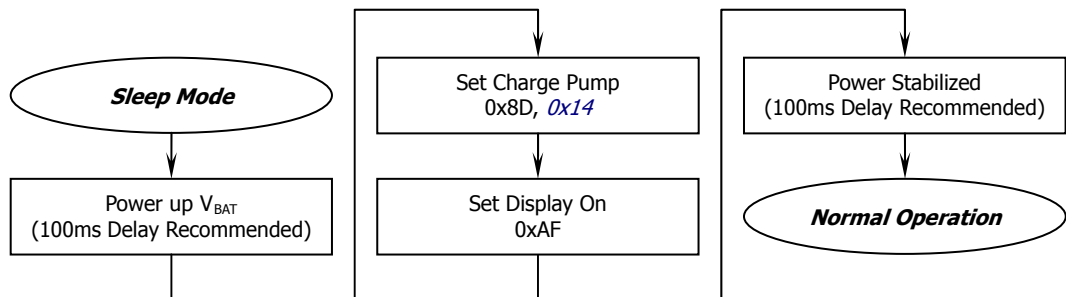 Sleep Mode
Power up VBAT
(100ms Delay Recommended)
Set Charge Pump
0x8D, 0x14
Set Display On
0xAF
Power Stabilized
(100ms Delay Recommended)
Normal Operation